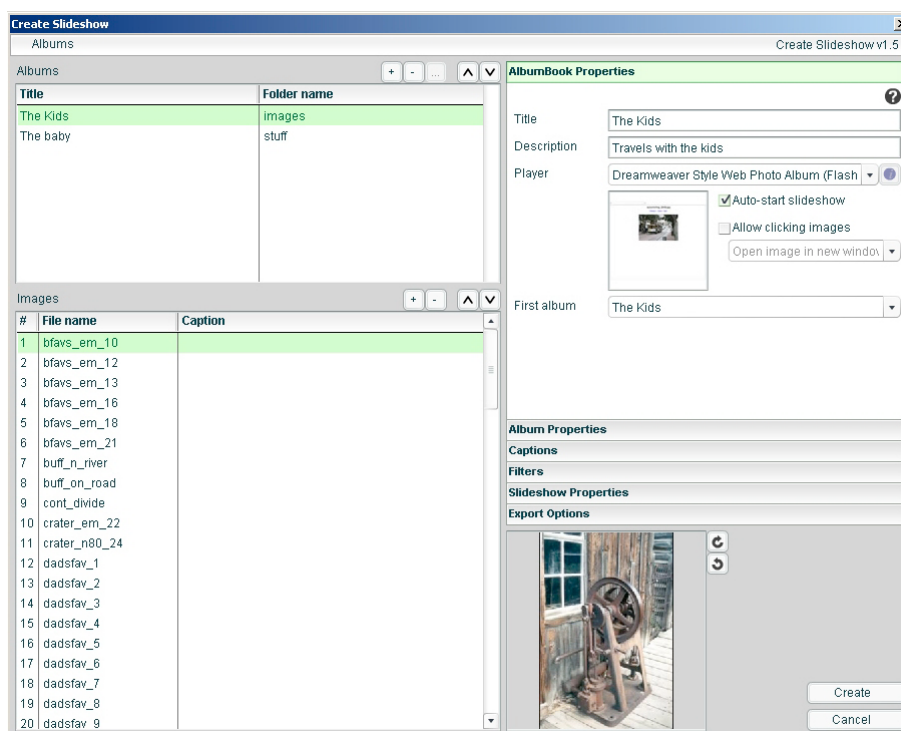 Create Slideshow
Albums
Create Slideshow v1.5
Albums
+ - ...
Title Folder name
The Kids images
The baby stuff
Images
+ -
# File name Caption
1 bfavs_em_10
2 bfavs_em_12
3 bfavs_em_13
4 bfavs_em_16
5 bfavs_em_18
6 bfavs_em_21
7 buff_n_river
8 buff_on_road
9 cont_divide
10 crater_em_22
11 crater_n80_24
12 dadsfav_1
13 dadsfav_2
14 dadsfav_3
15 dadsfav_4
16 dadsfav_5
17 dadsfav_6
18 dadsfav_7
19 dadsfav_8
20 dadsfav_9
AlbumBook Properties
?
Title The Kids
Description Travels with the kids
Player Dreamweaver Style Web Photo Album (Flash
Auto-start slideshow
Allow clicking images
Open image in new windo
First album The Kids
Album Properties
Captions
Filters
Slideshow Properties
Export Options
Create
Cancel